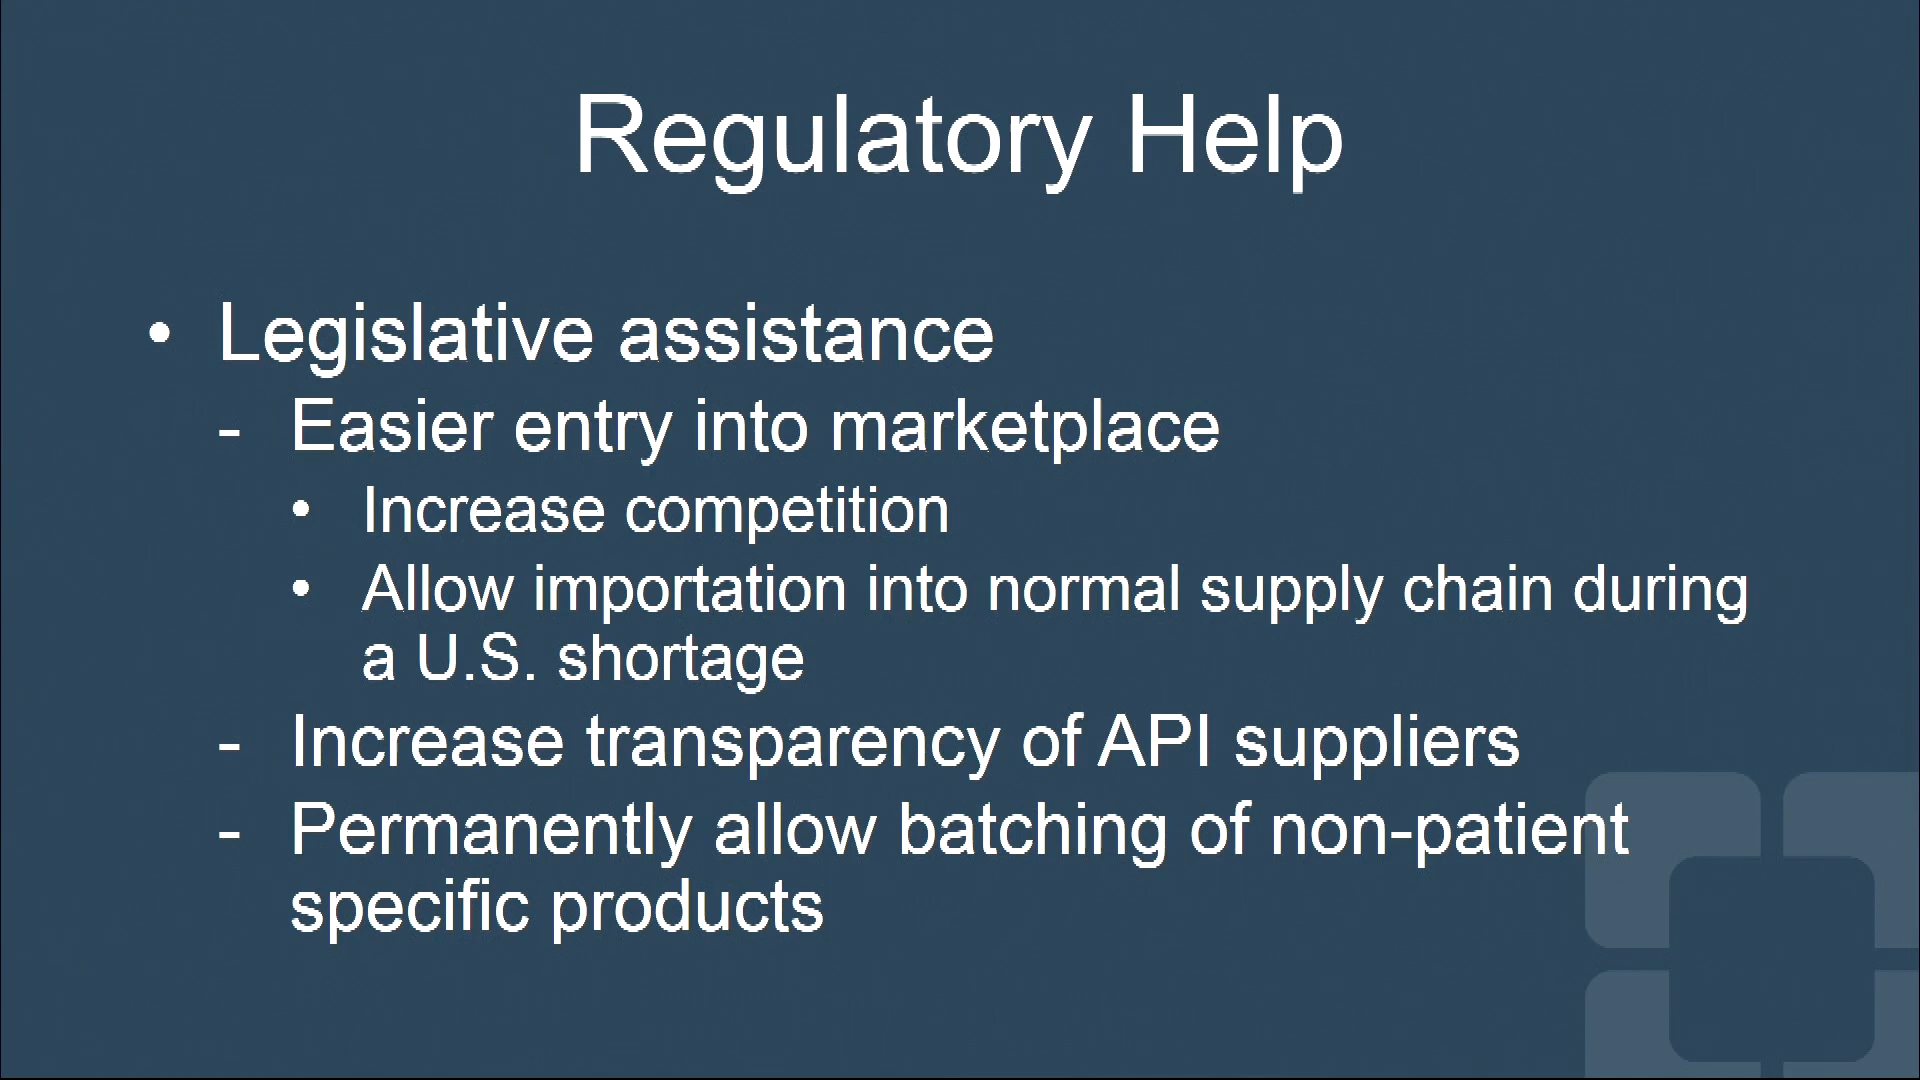 Regulatory Help
• Legislative assistance
- Easier entry into marketplace
• Increase competition
• Allow importation into normal supply chain during
a U.S. shortage
- Increase transparency of API suppliers
- Permanently allow batching of non-patient
specific products